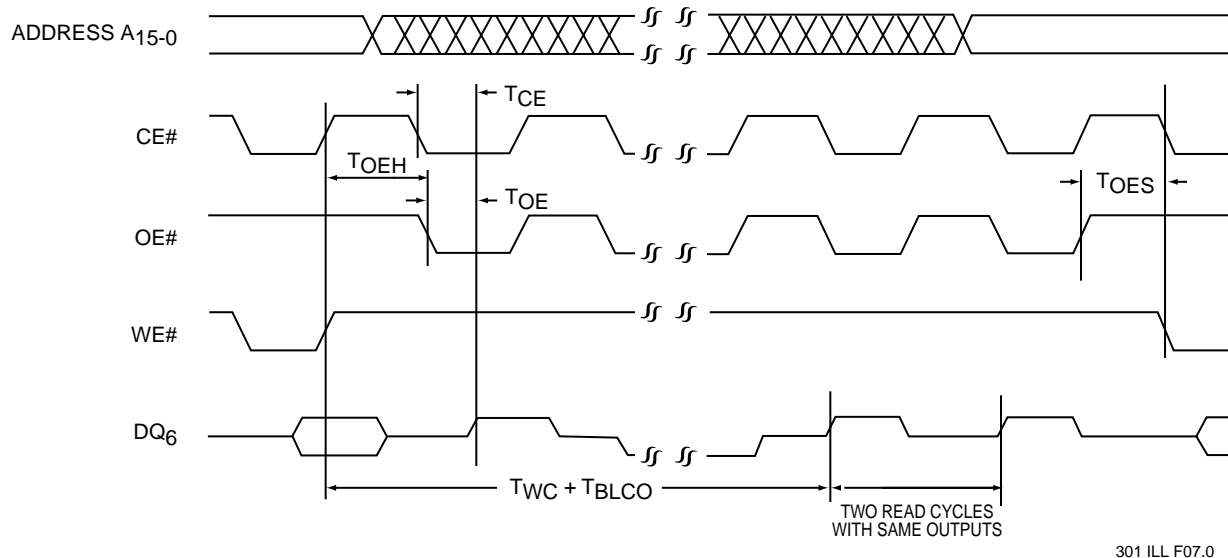 ADDRESS A15-0
TCE
CE#
TOEH
TOES
TOE
OE#
WE#
DQ6
TWC + TBLCO
TWO READ CYCLES
WITH SAME OUTPUTS
301 ILL F07.0